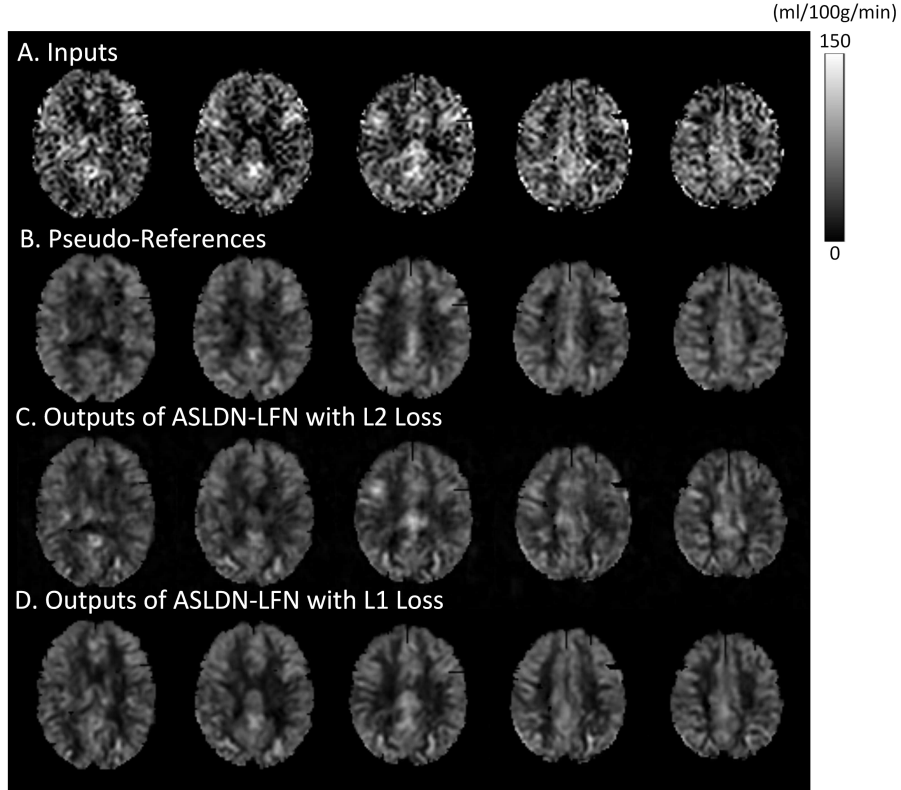 (ml/100g/min)
150
A. Inputs
0
B. Pseudo-References
C. Outputs of ASLDN-LFN with L2 Loss
D. Outputs of ASLDN-LFN with L1 Loss